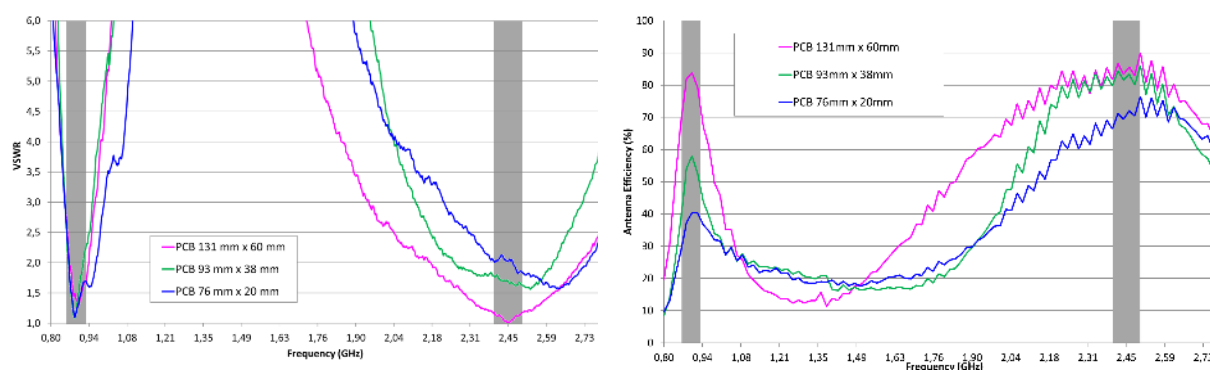 6,0
5,5
5,0
4,5
4,0
3,5
3,0
2,5
2,0
1,5
1,0
VSWR
PCB 131 mm x 60 mm
PCB 93 mm x 38 mm
PCB 76 mm x 20 mm
0,80 0,94 1,08 1,21 1,35 1,49 1,63 1,77 1,90 2,04 2,18 2,31 2,45 2,59 2,73
Frequency (GHz)
100
90
80
70
60
50
40
30
20
10
0
Antenna Efficiency (%)
PCB 131mm x 60mm
PCB 93mm x 38mm
PCB 76mm x 20mm
0,80 0,94 1,08 1,21 1,35 1,49 1,63 1,76 1,90 2,04 2,18 2,31 2,45 2,59 2,73
Frequency (GHz)